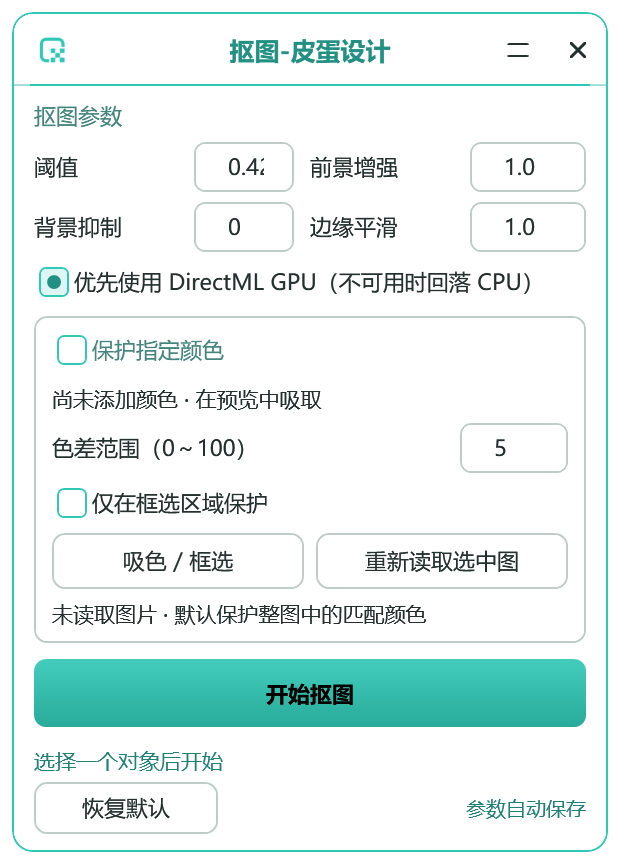 抠图-皮蛋设计
抠图参数
阈值 0.42 前景增强 1.0
背景抑制 0 边缘平滑 1.0
优先使用 DirectML GPU（不可用时回落 CPU）
保护指定颜色
尚未添加颜色 · 在预览中吸取
色差范围（0～100） 5
仅在框选区域保护
吸色 / 框选 重新读取选中图
未读取图片 · 默认保护整图中的匹配颜色
开始抠图
选择一个对象后开始
恢复默认 参数自动保存